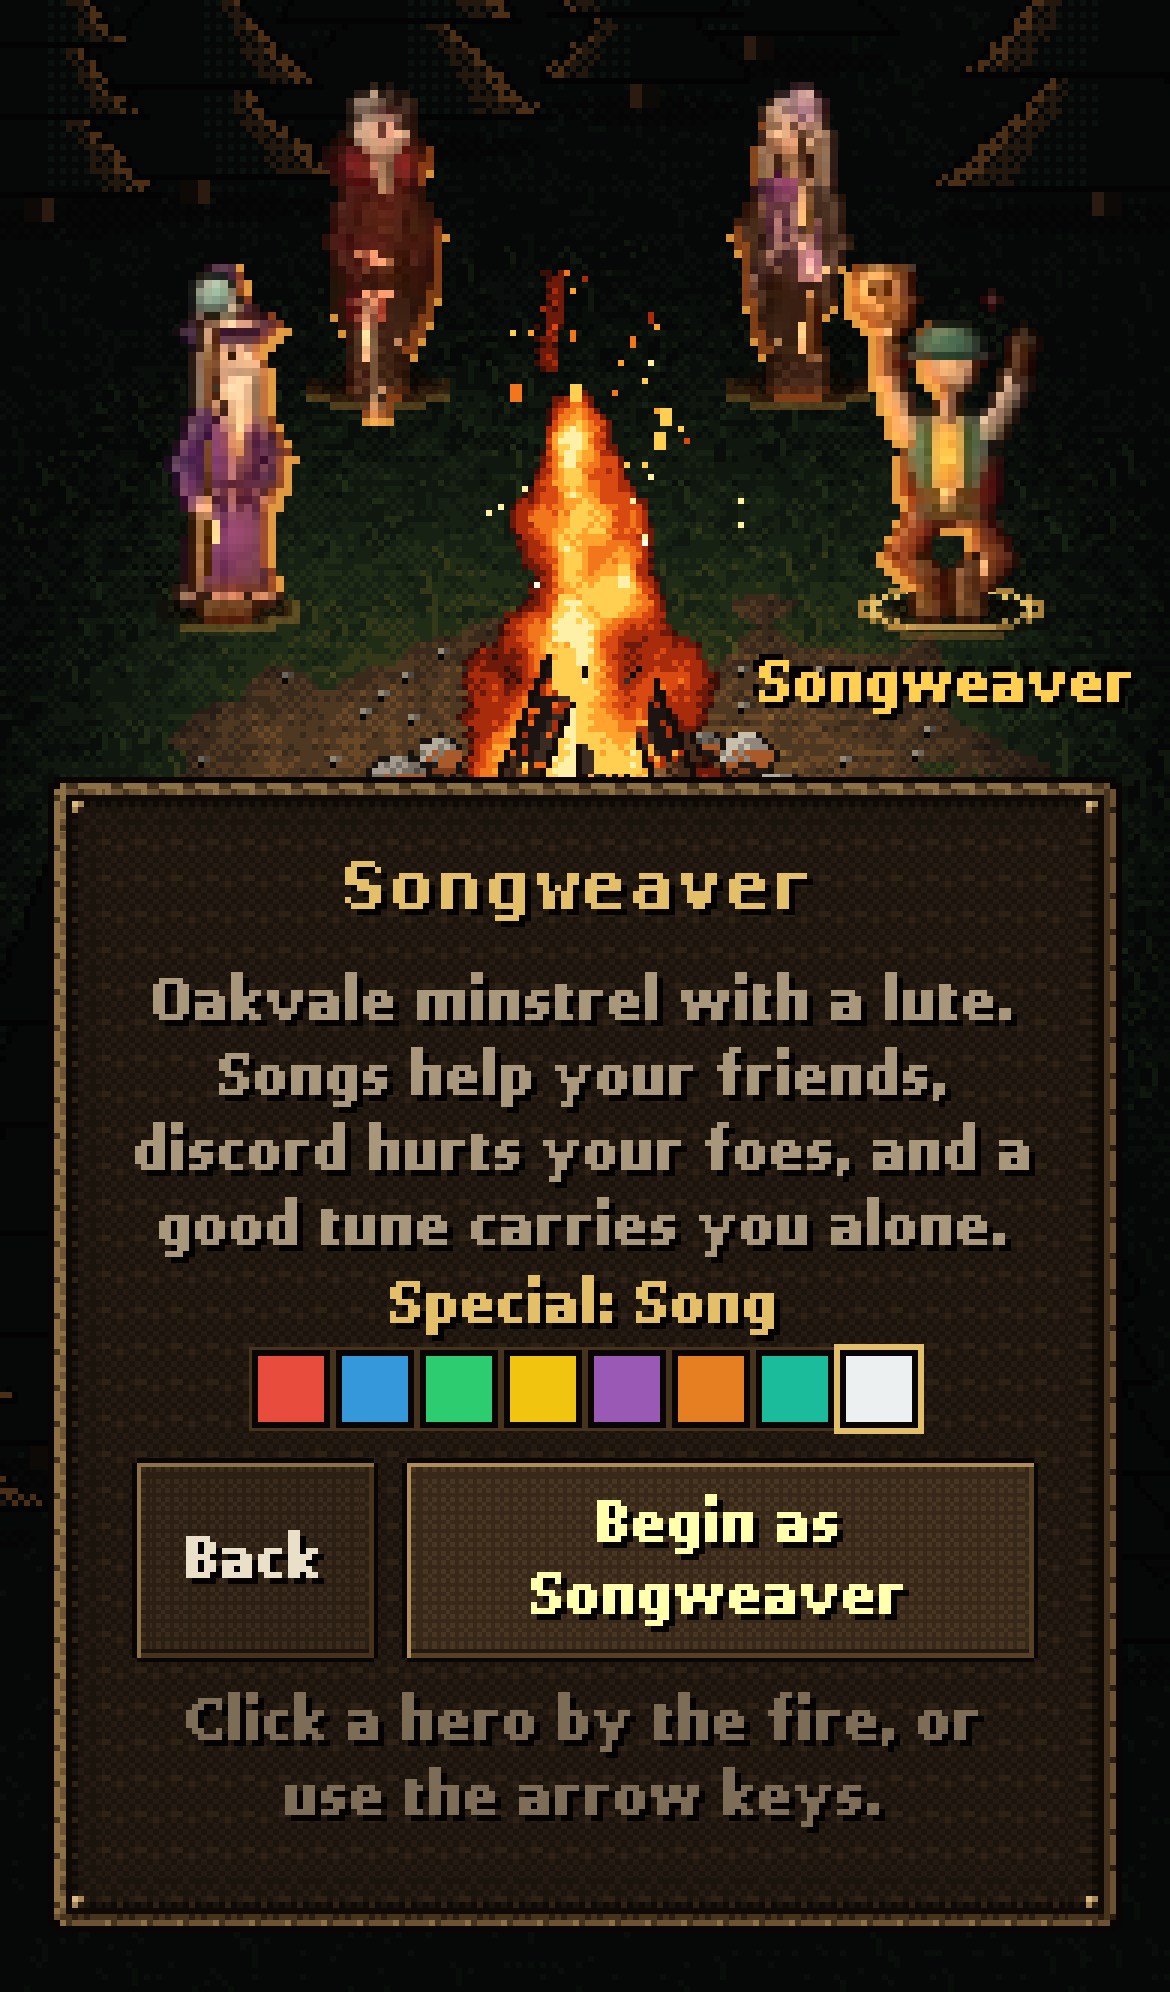 Songweaver
Songweaver
Oakvale minstrel with a lute.
Songs help your friends,
discord hurts your foes, and a
good tune carries you alone.
Special: Song
Back
Begin as
Songweaver
Click a hero by the fire, or
use the arrow keys.